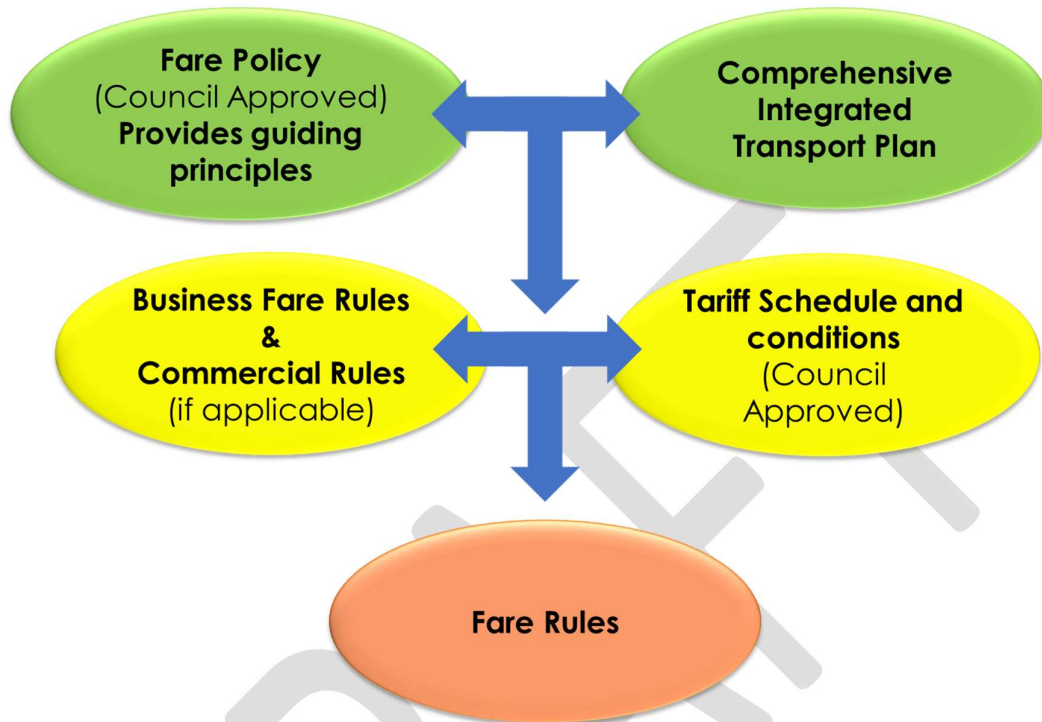 Fare Policy
(Council Approved)
Provides guiding
principles
Comprehensive
Integrated
Transport Plan
Business Fare Rules
&
Commercial Rules
(if applicable)
Tariff Schedule and
conditions
(Council
Approved)
Fare Rules